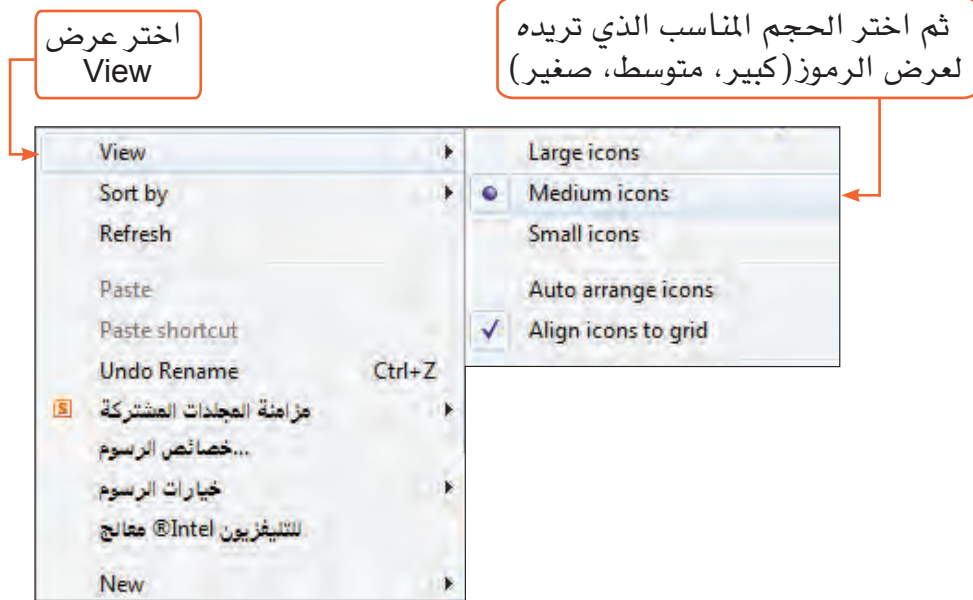 اختر عرض
View
ثم اختر الحجم المناسب الذي تريده
لعرض الرموز(كبير، متوسط، صغير)
View
Sort by
Refresh
Paste
Paste shortcut
Undo Rename Ctrl+Z
S مزامنة المجلدات المشتركة
خصائص الرسوم...
خيارات الرسوم
للتليفزيون Intel® معالج
New
Large icons
Medium icons
Small icons
Auto arrange icons
Align icons to grid